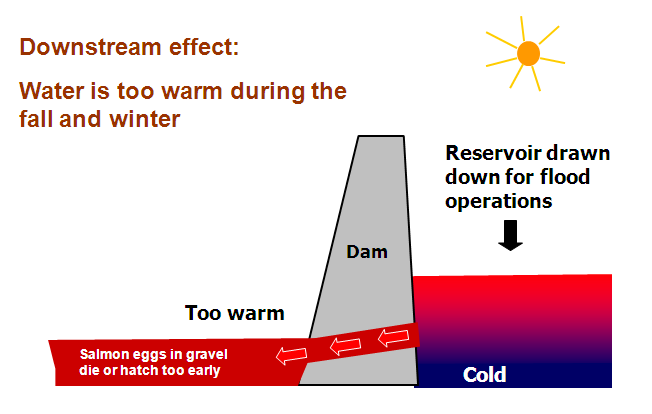 Downstream effect:
Water is too warm during the
fall and winter
Reservoir drawn
down for flood
operations
Dam
Too warm
Salmon eggs in gravel
die or hatch too early
Cold